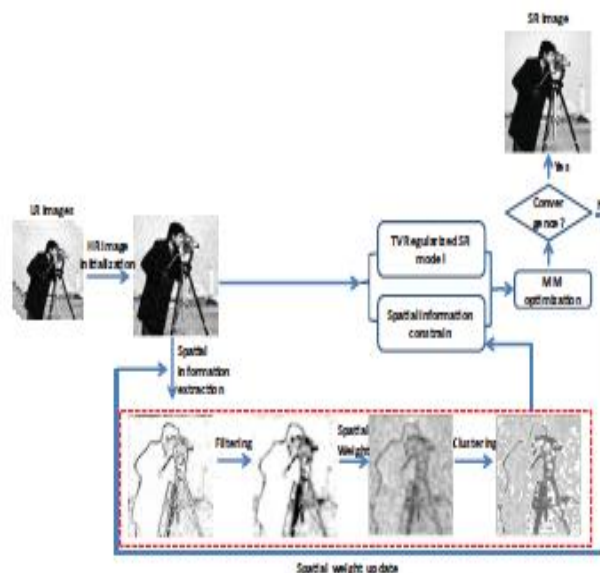 SR Image
Yes
Conver
gence?
LR Images
HR Image
initialization
TV Regularized SR
model
MM
optimization
Spatial information
constrain
Spatial
information
extraction
Filtering
Spatial
Weight
Clustering
Spatial weight update